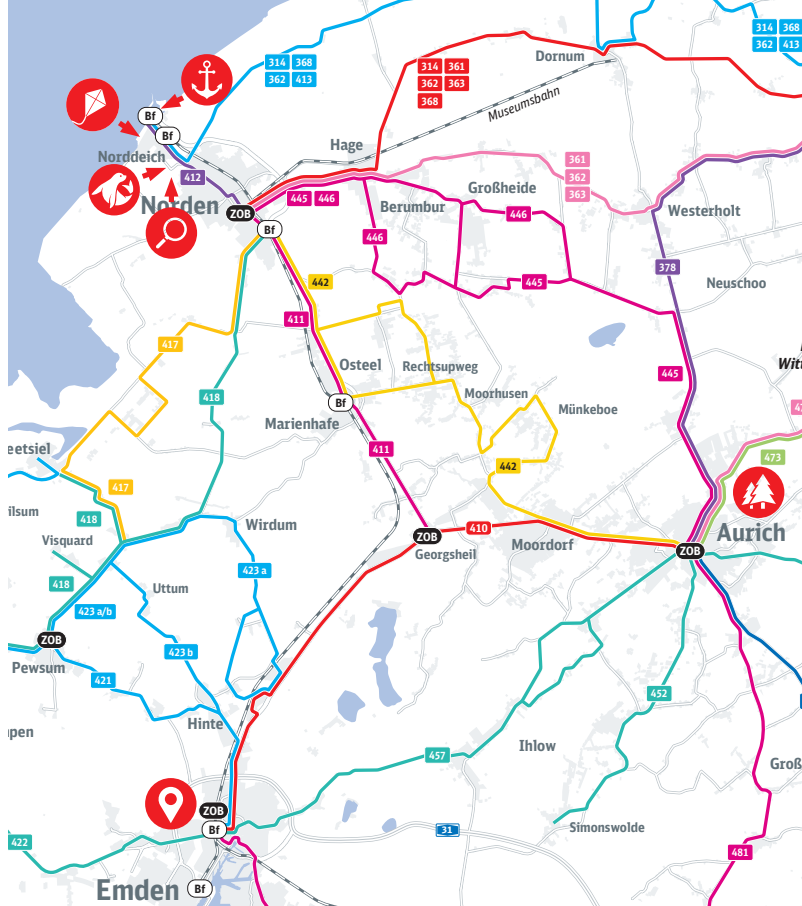 314 368
362 413
314 361
362 363
368
Dornum
314 368
362 413
Museumsbahn
Bf
Bf
Norddeich
412
Hage
361
362
363
Großheide
Norden
ZOB
445 446
Berumbur
446
Westerholt
Bf
446
378
442
445
Neuschoo
411
417
Osteel
Rechtsupweg
445
Witt
418
Moorhusen
Bf
Münkeboe
Marienhafe
47
eetsiel
411
473
442
417
ilsum
418
Wirdum
410
Aurich
ZOB
Moordorf
Visquard
Georgsheil
ZOB
423 a
418
Uttum
423 a/b
ZOB
423 b
Pewsum
421
452
Hinte
pen
Ihlow
457
Groß
ZOB
Bf
31
Simonswolde
422
481
Emden
Bf